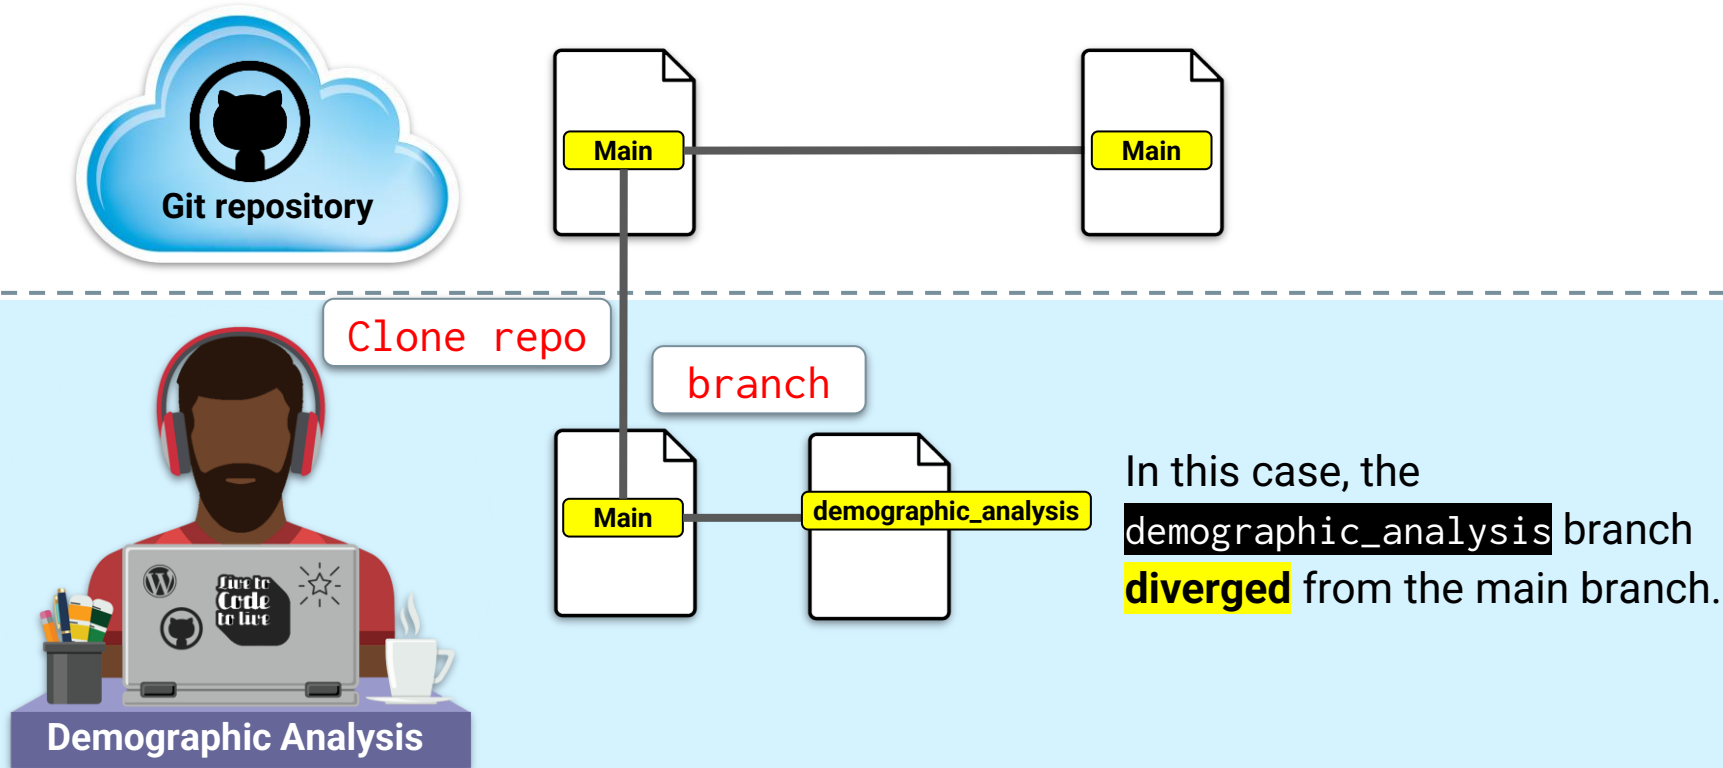 Git repository
Main
Main
Clone repo
branch
Main
demographic_analysis
In this case, the
demographic_analysis branch
diverged from the main branch.
Live to
Code
to live
Demographic Analysis